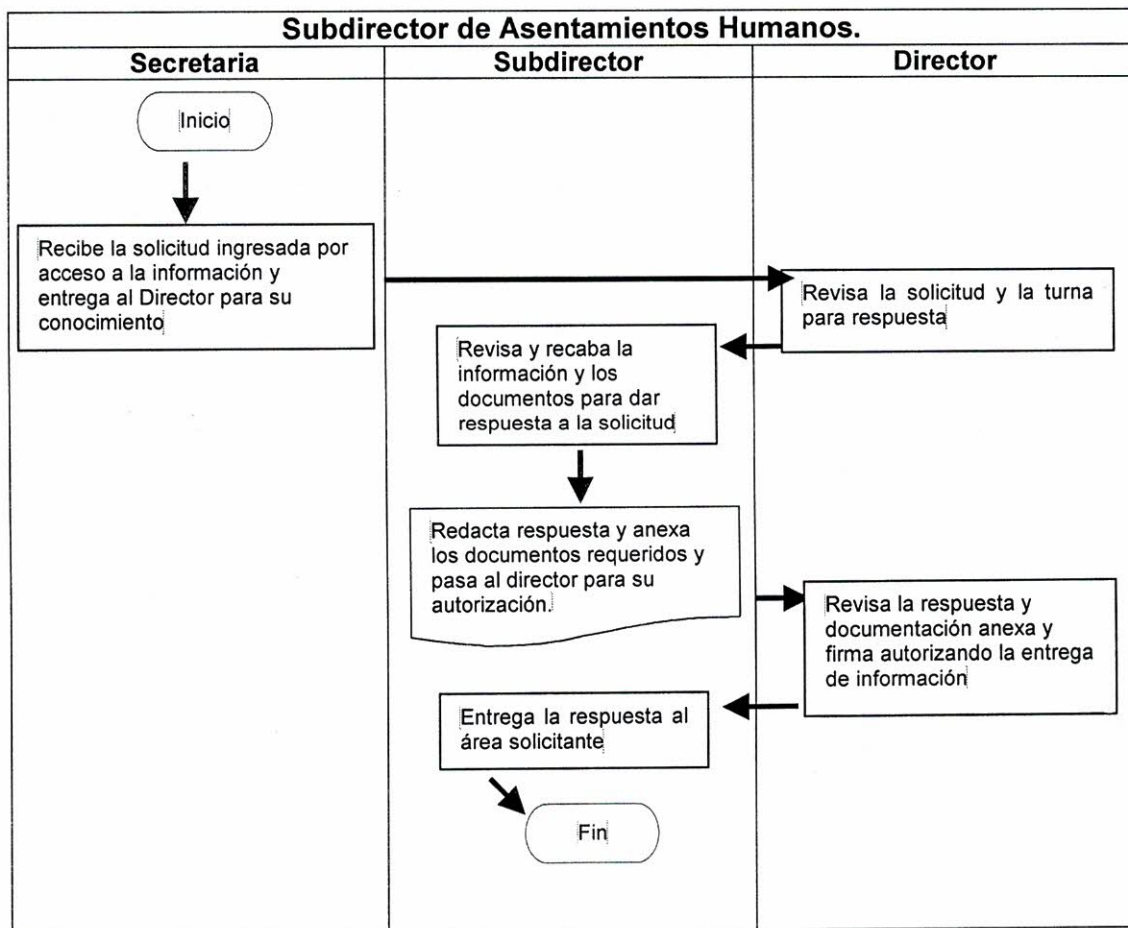 Subdirector de Asentamientos Humanos.
Secretaria
Subdirector
Director
Inicio
Recibe la solicitud ingresada por
acceso a la información y
entrega al Director para su
conocimiento
Revisa la solicitud y la turna
para respuesta
Revisa y recaba la
información y los
documentos para dar
respuesta a la solicitud
Redacta respuesta y anexa
los documentos requeridos y
pasa al director para su
autorización.
Revisa la respuesta y
documentación anexa y
firma autorizando la entrega
de información
Entrega la respuesta al
área solicitante
Fin